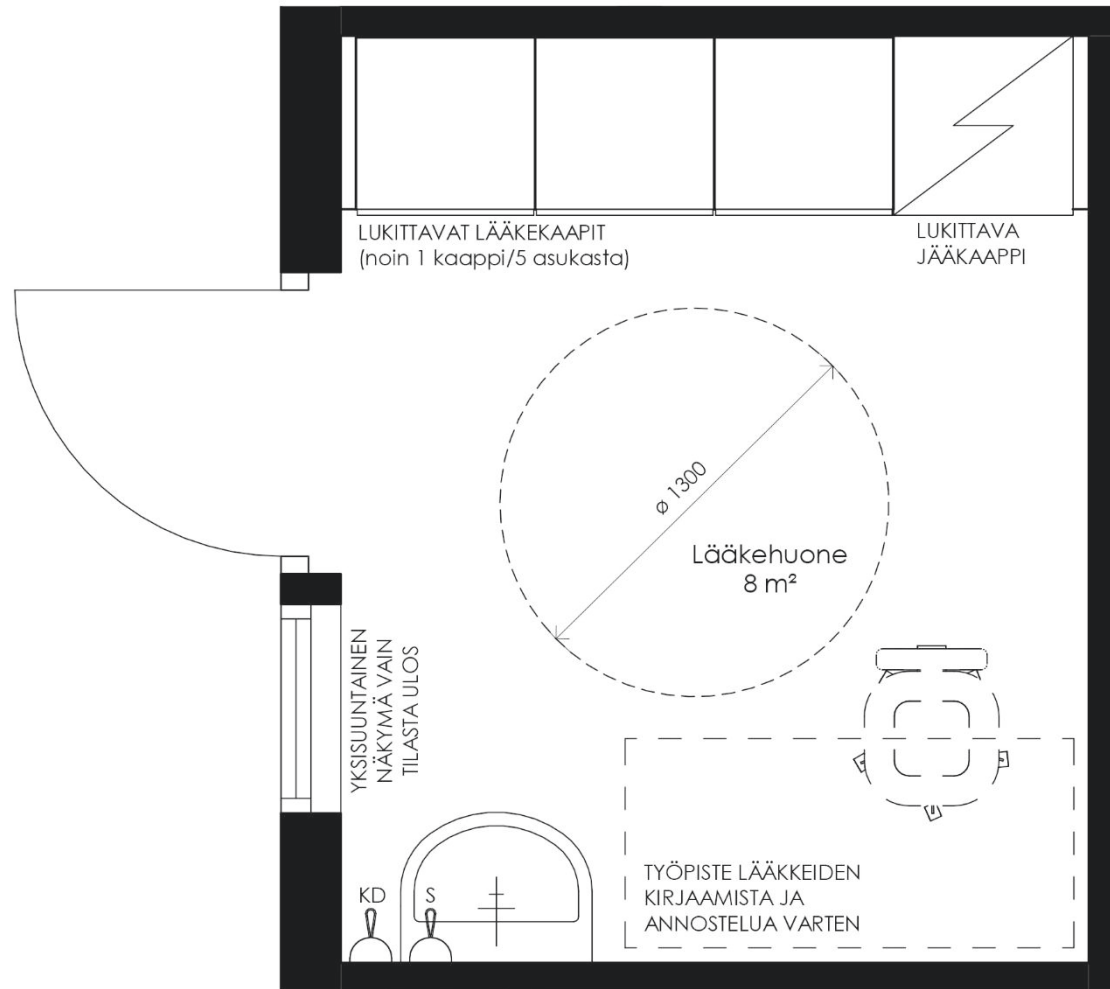 LUKITTAVAT LÄÄKEKAAPIT
(noin 1 kaappi/5 asukasta)
LUKITTAVA
JÄÄKAAPPI
ø 1300
Lääkehuone
8 m²
YKSISUUNTAINEN
NÄKYMÄ VAIN
TILASTA ULOS
KD
S
TYÖPISTE LÄÄKKEIDEN
KIRJAAMISTA JA
ANNOSTELUA VARTEN